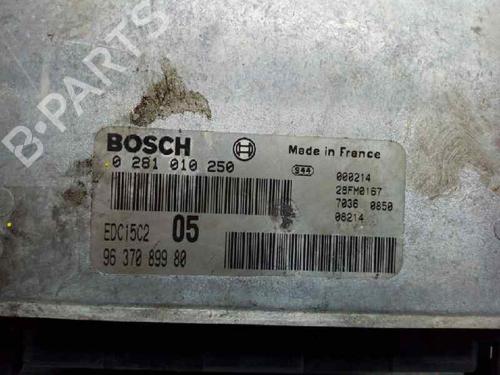 B-PARTS
BOSCH
Made in France
0 281 010 250
S44
000214
28FM0167
7036 0850
08214
EDC15C2 05
96 370 899 80